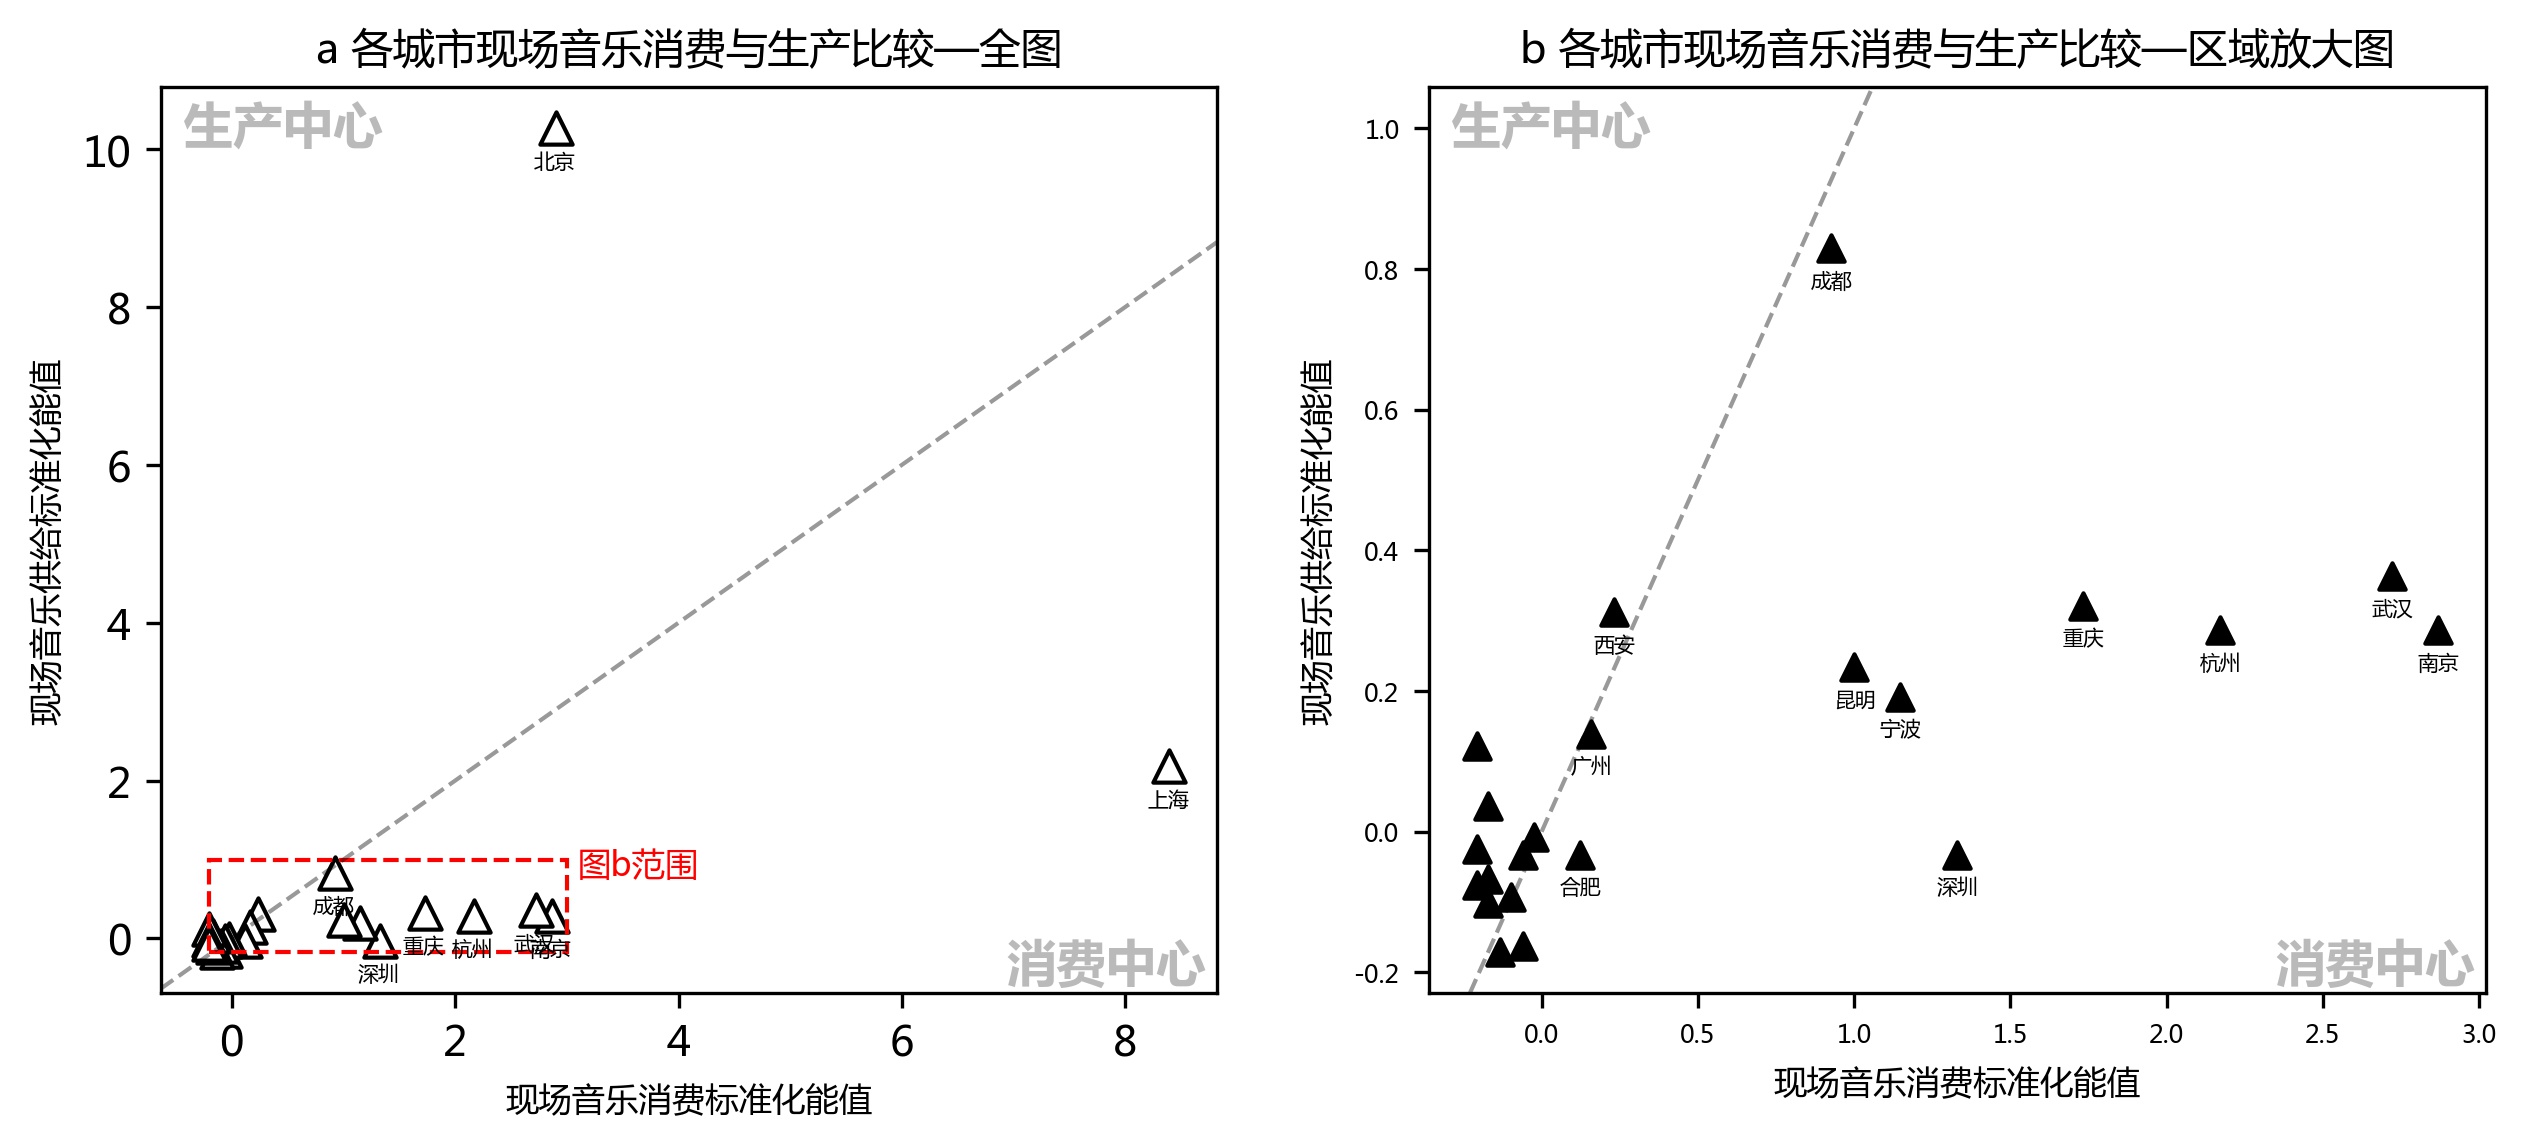 a 各城市现场音乐消费与生产比较—全图
生产中心
10
8
6
4
2
0
现场音乐供给标准化能值
北京
上海
图b范围
成都
重庆
杭州
武汉
南京
深圳
消费中心
0 2 4 6 8
现场音乐消费标准化能值
b 各城市现场音乐消费与生产比较—区域放大图
生产中心
1.0
0.8
0.6
0.4
0.2
0.0
-0.2
现场音乐供给标准化能值
成都
武汉
西安
重庆
杭州
南京
昆明
宁波
广州
合肥
深圳
消费中心
0.0 0.5 1.0 1.5 2.0 2.5 3.0
现场音乐消费标准化能值